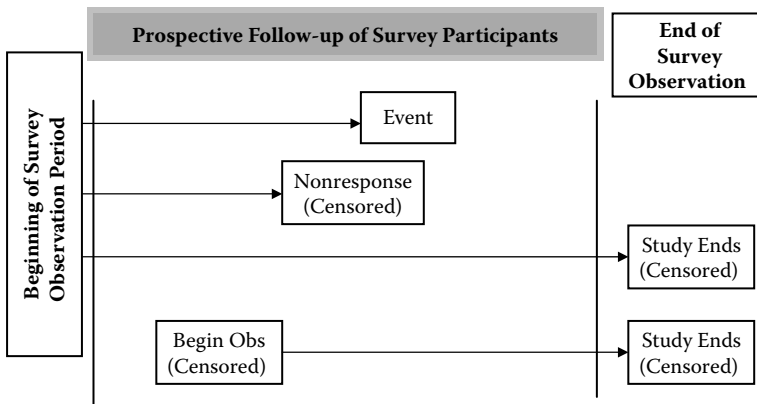 Prospective Follow-up of Survey Participants
End of
Survey
Observation
Beginning of Survey
Observation Period
Event
Nonresponse
(Censored)
Study Ends
(Censored)
Begin Obs
(Censored)
Study Ends
(Censored)